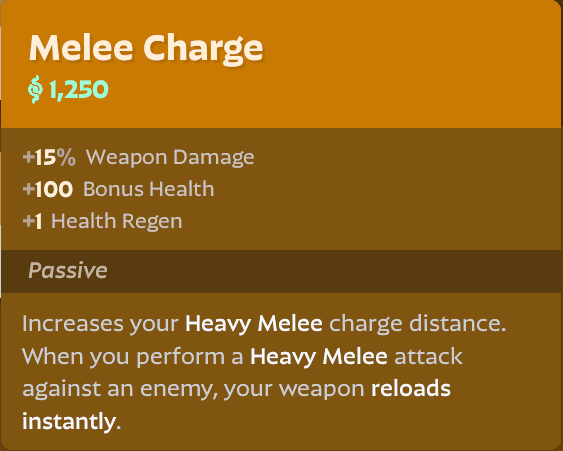 Melee Charge
1,250
+15% Weapon Damage
+100 Bonus Health
+1 Health Regen
Passive
Increases your Heavy Melee charge distance.
When you perform a Heavy Melee attack
against an enemy, your weapon reloads
instantly.